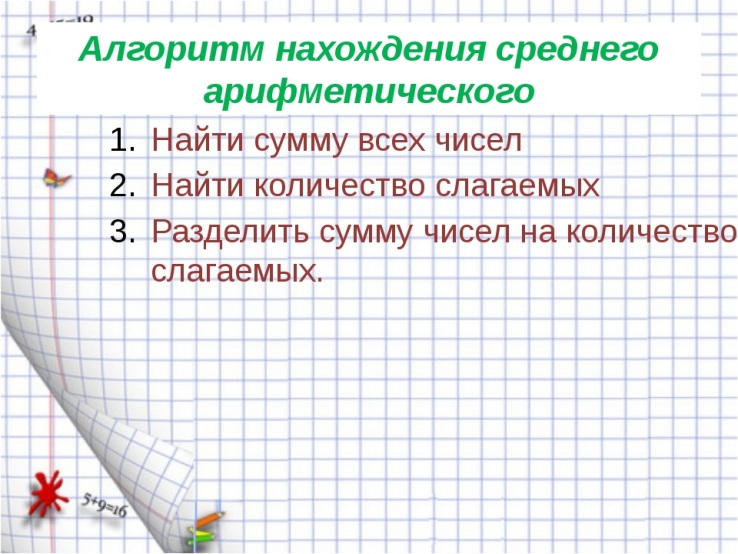 Алгоритм нахождения среднего
арифметического
1. Найти сумму всех чисел
2. Найти количество слагаемых
3. Разделить сумму чисел на количество
слагаемых.
5+9=16